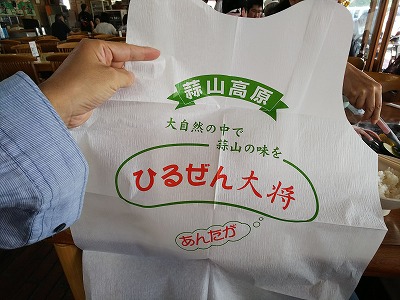 蒜山高原
大自然の中で
蒜山の味を
ひるぜん大将
あんたが